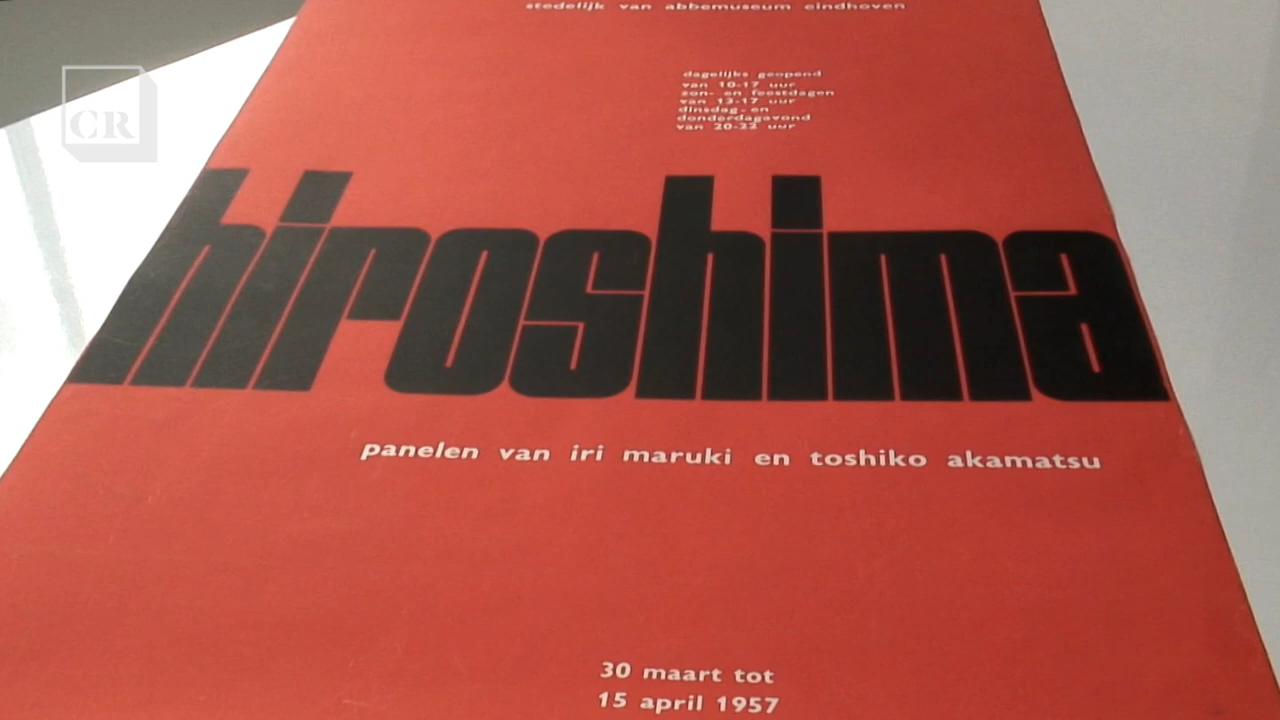 stedelijk van abbemuseum eindhoven
dagelijks geopend
van 10-17 uur
zon- en feestdagen
van 13-17 uur
dinsdag- en
donderdagavond
van 20-22 uur
CR
hiroshima
panelen van iri maruki en toshiko akamatsu
30 maart tot
15 april 1957